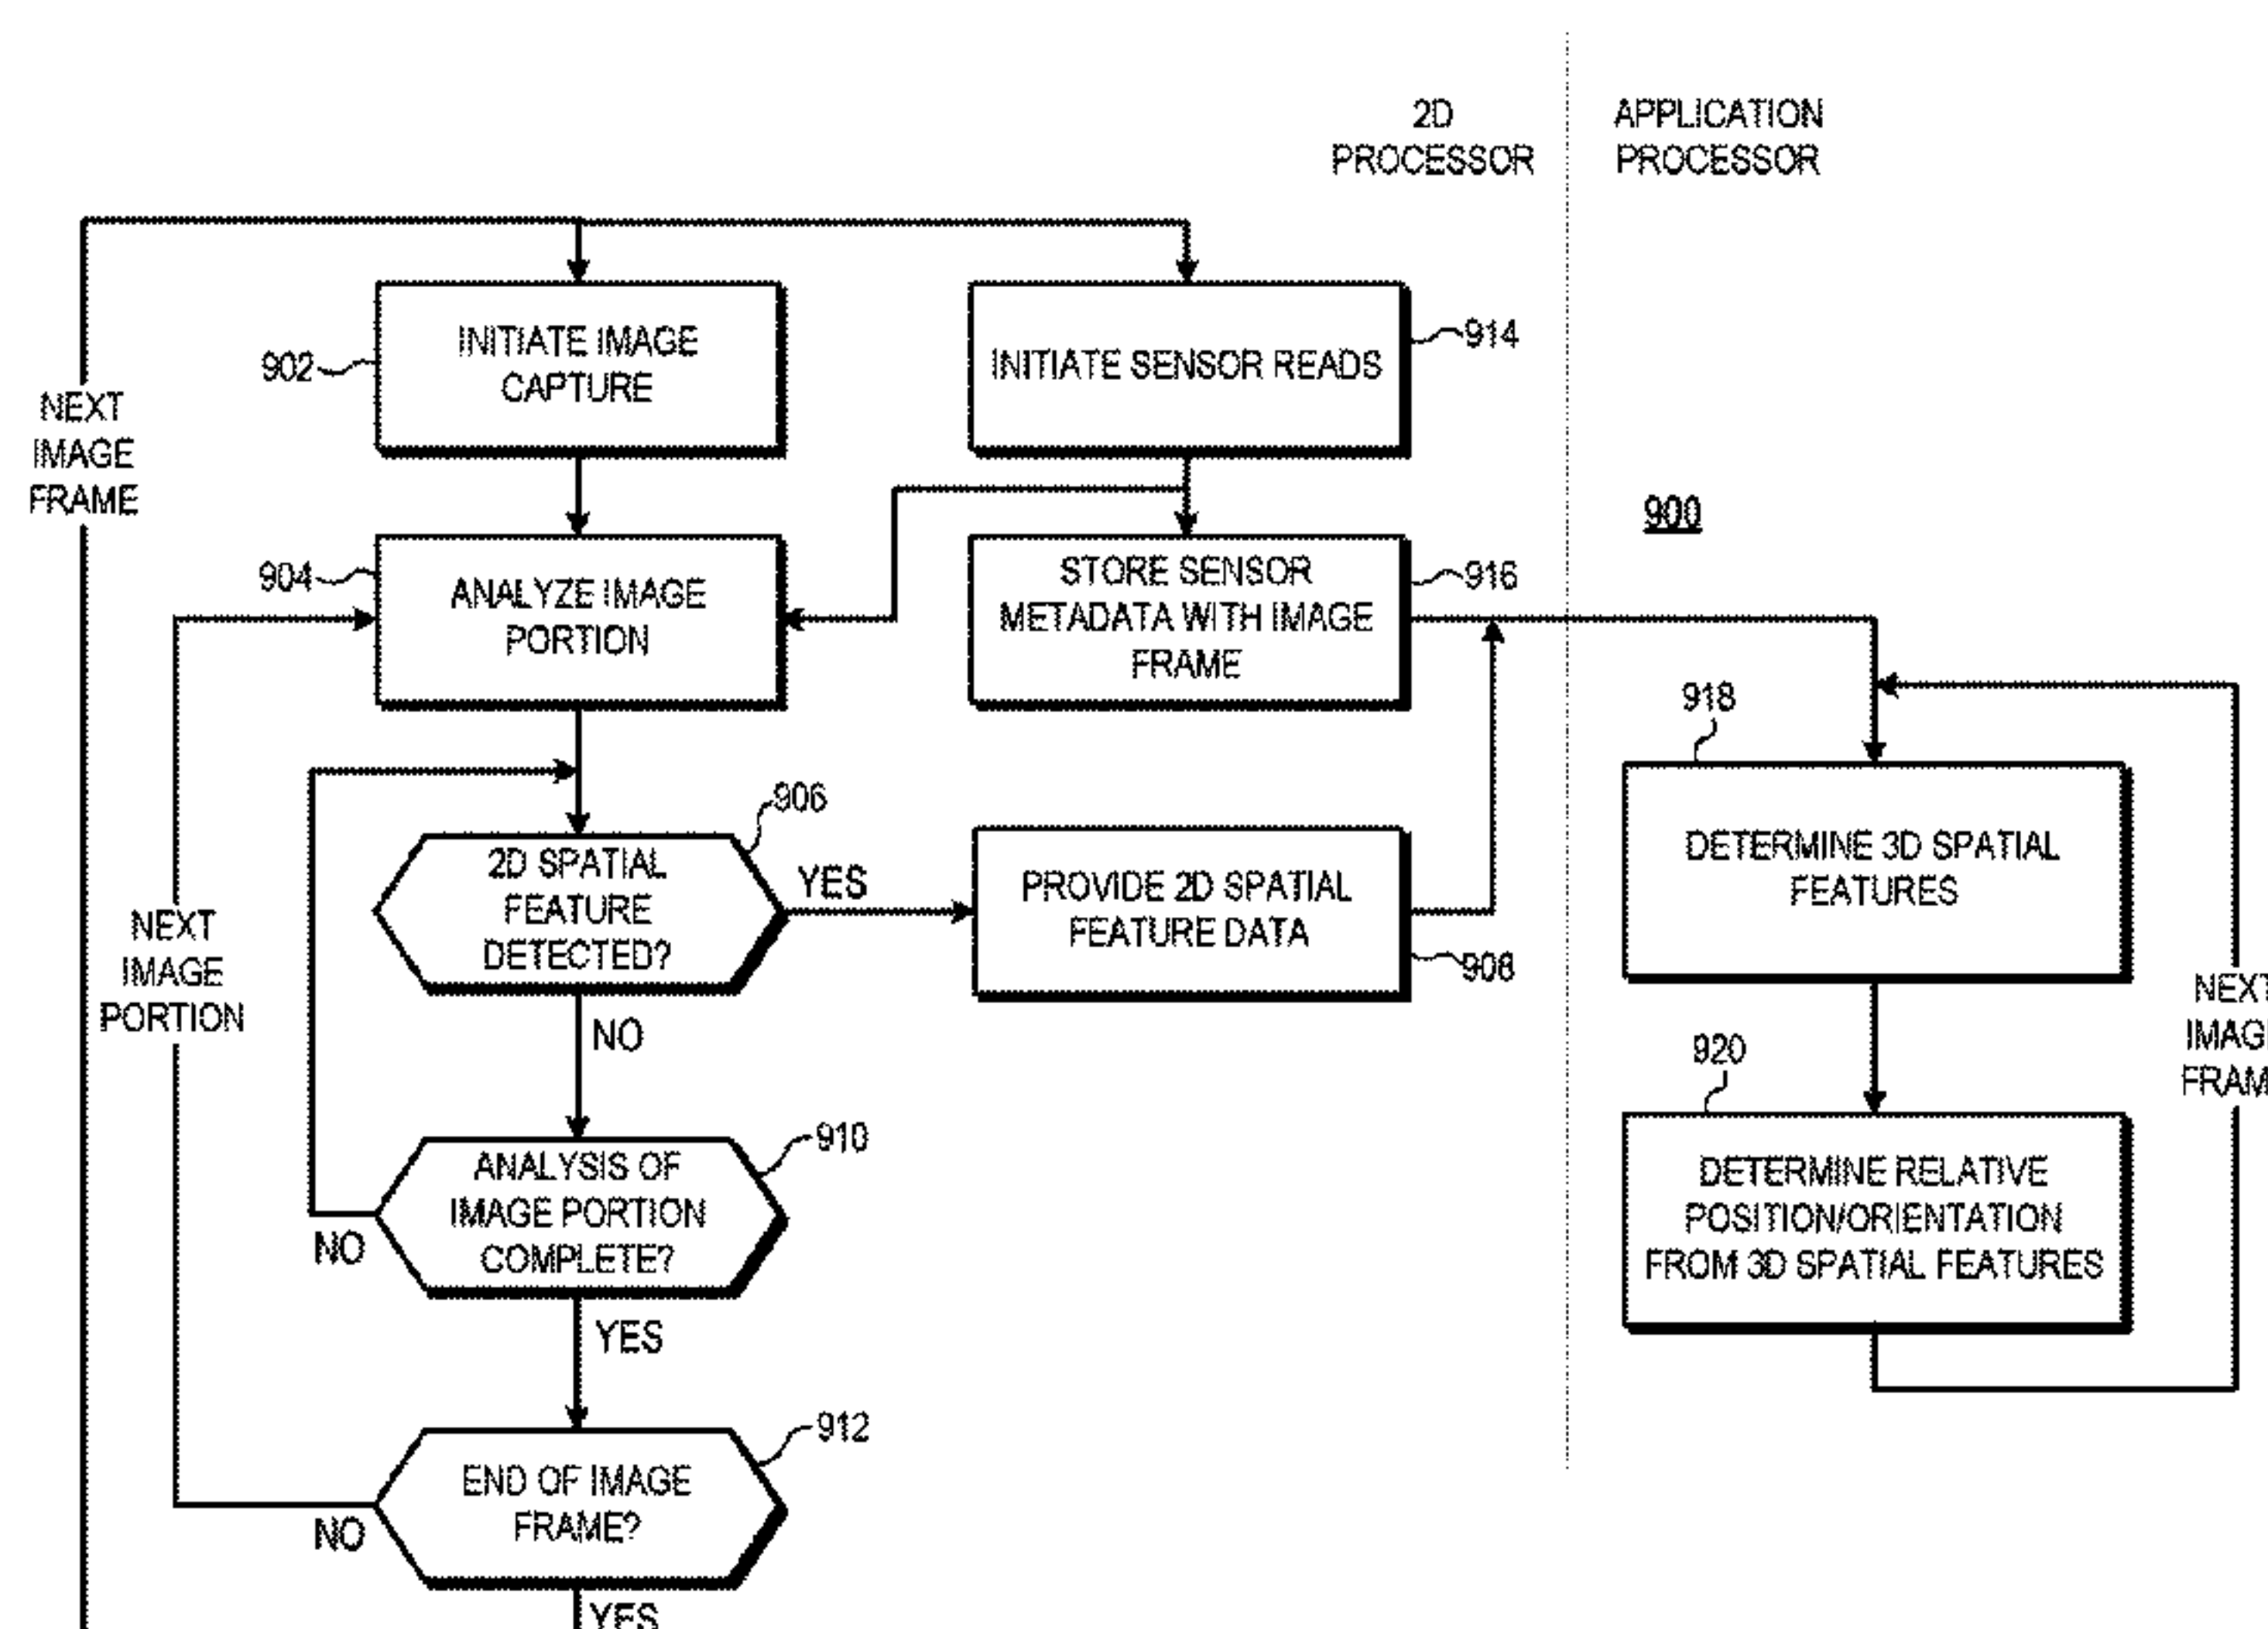 2D
PROCESSOR
APPLICATION
PROCESSOR
INITIATE IMAGE
CAPTURE
902
INITIATE SENSOR READS
914
NEXT
IMAGE
FRAME
900
ANALYZE IMAGE
PORTION
904
STORE SENSOR
METADATA WITH IMAGE
FRAME
916
918
906
2D SPATIAL
FEATURE
DETECTED?
YES
PROVIDE 2D SPATIAL
FEATURE DATA
908
DETERMINE 3D SPATIAL
FEATURES
NEXT
IMAGE
PORTION
NO
NEXT
IMAG
FRAM
920
910
ANALYSIS OF
IMAGE PORTION
COMPLETE?
NO
YES
DETERMINE RELATIVE
POSITION/ORIENTATION
FROM 3D SPATIAL FEATURES
912
END OF IMAGE
FRAME?
NO
YES